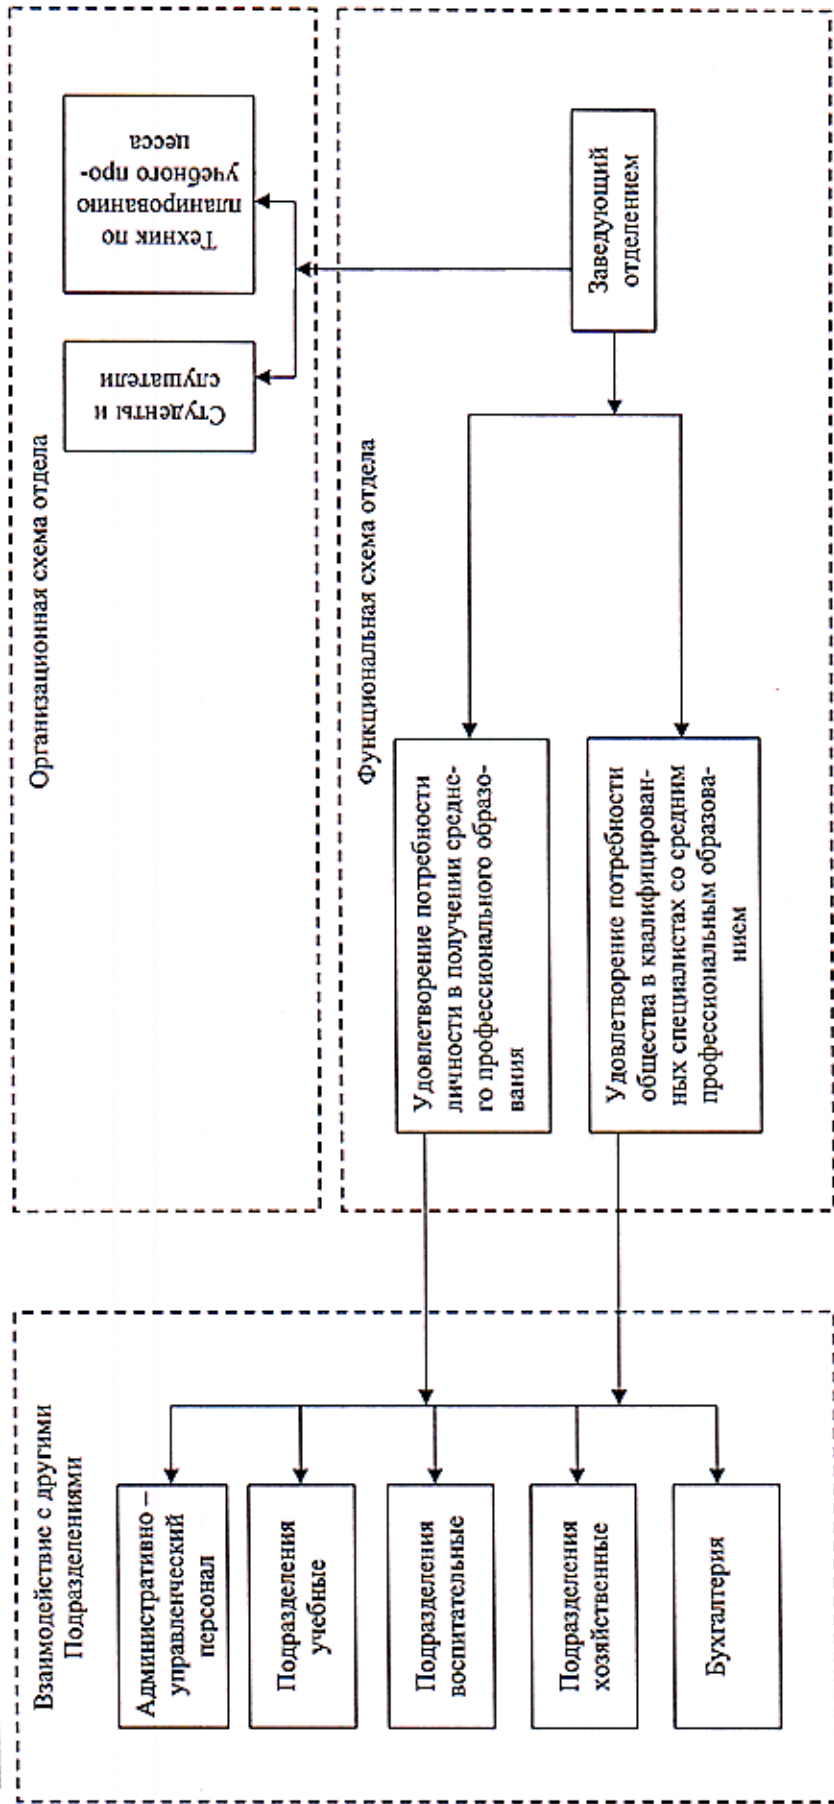 Взаимодействие с другими
Подразделениями
Административно –
управленческий
персонал
Подразделения
учебные
Подразделения
воспитательные
Подразделения
хозяйственные
Бухгалтерия
Организационная схема отдела
Студенты и
слушатели
Техник по
планированию
учебного про-
цесса
Функциональная схема отдела
Удовлетворение потребности
личности в получении средне-
го профессионального образо-
вания
Удовлетворение потребности
общества в квалифицирован-
ных специалистах со средним
профессиональным образова-
нием
Заведующий
отделением